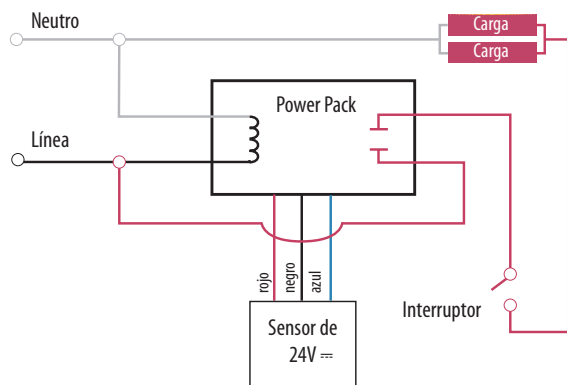 Neutro
Carga
Carga
Power Pack
Línea
rojo
negro
azul
Interruptor
Sensor de
24V ⎓